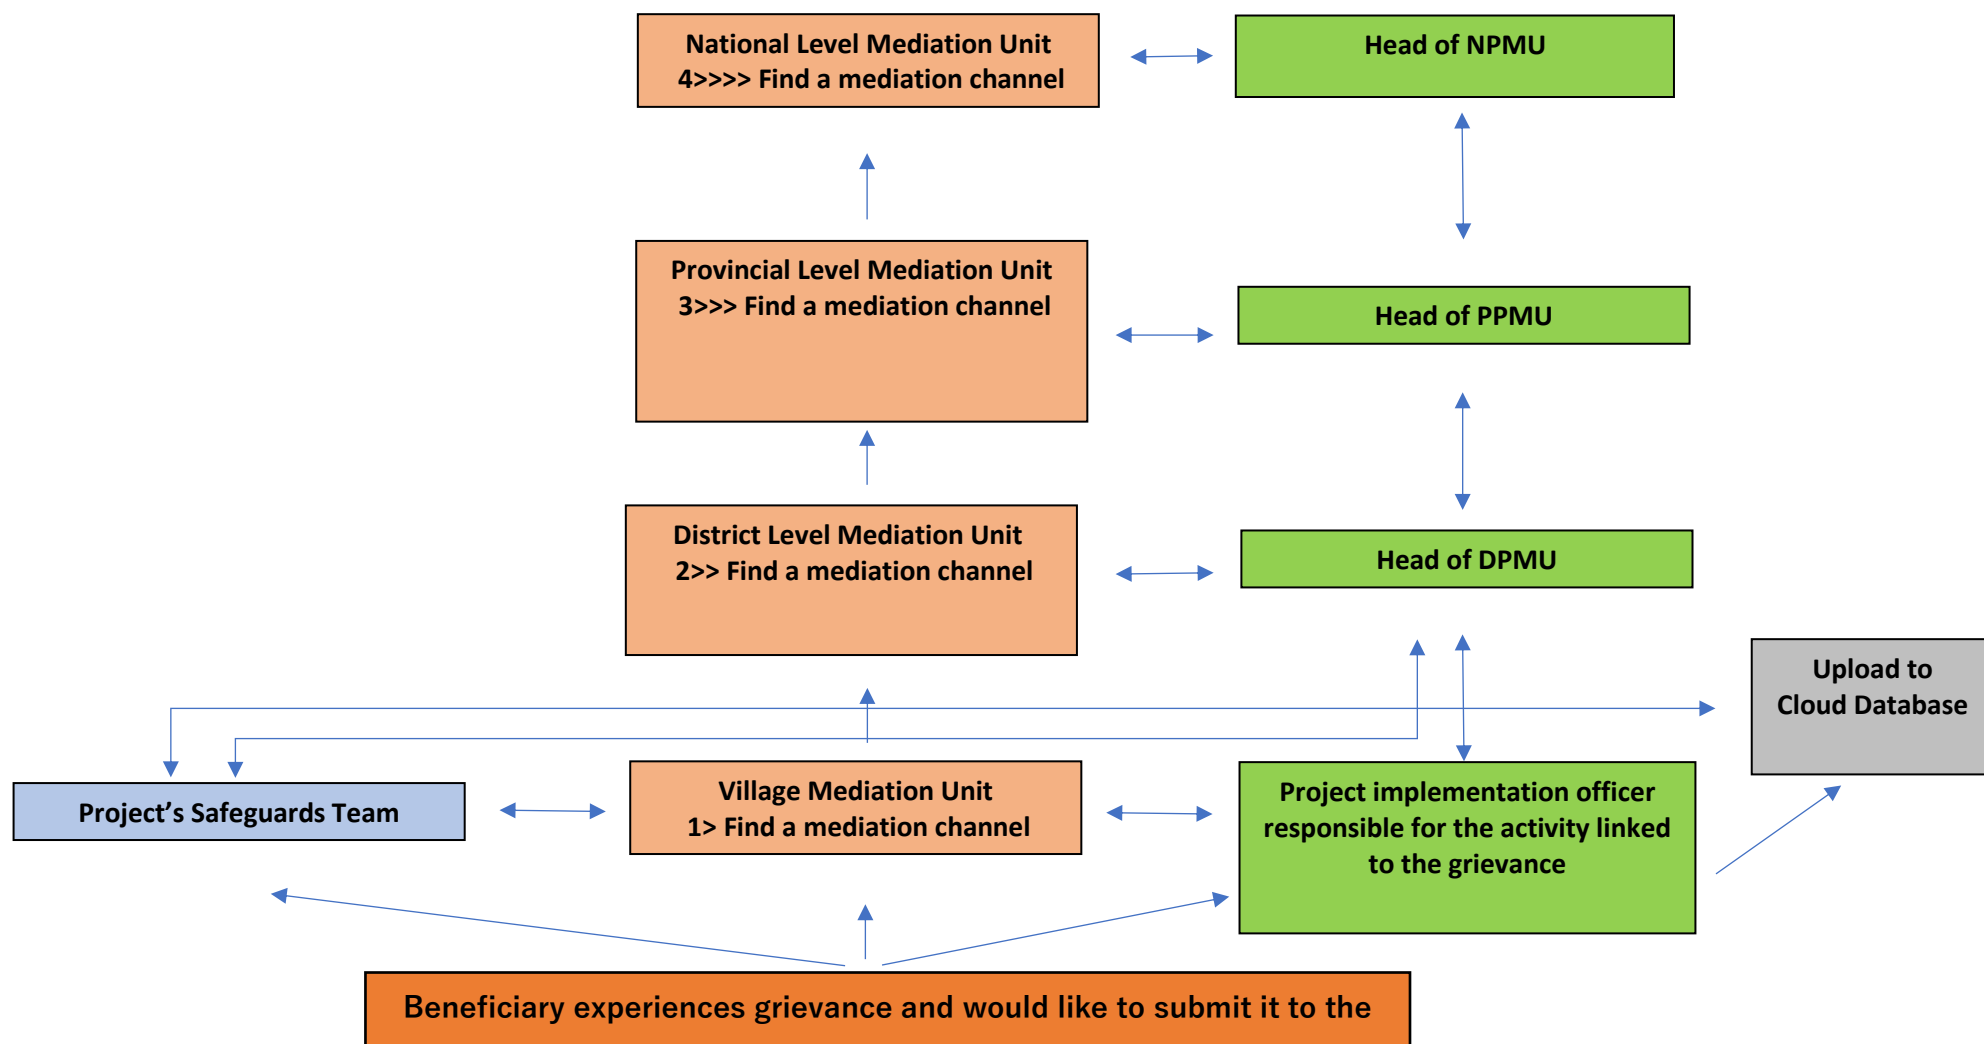 National Level Mediation Unit
4>>>> Find a mediation channel
Head of NPMU
Provincial Level Mediation Unit
3>>> Find a mediation channel
Head of PPMU
District Level Mediation Unit
2>> Find a mediation channel
Head of DPMU
Upload to
Cloud Database
Project’s Safeguards Team
Village Mediation Unit
1> Find a mediation channel
Project implementation officer
responsible for the activity linked
to the grievance
Beneficiary experiences grievance and would like to submit it to the